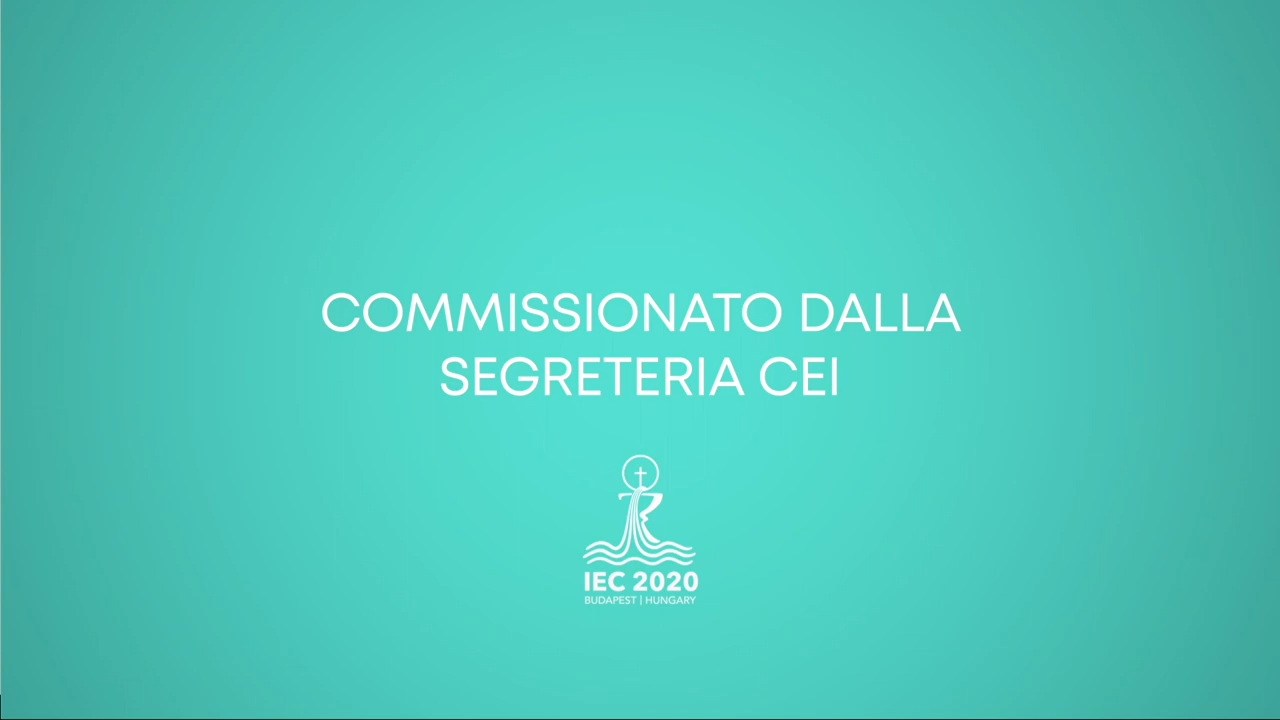 COMMISSIONATO DALLA
SEGRETERIA CEI
IEC 2020
BUDAPEST | HUNGARY